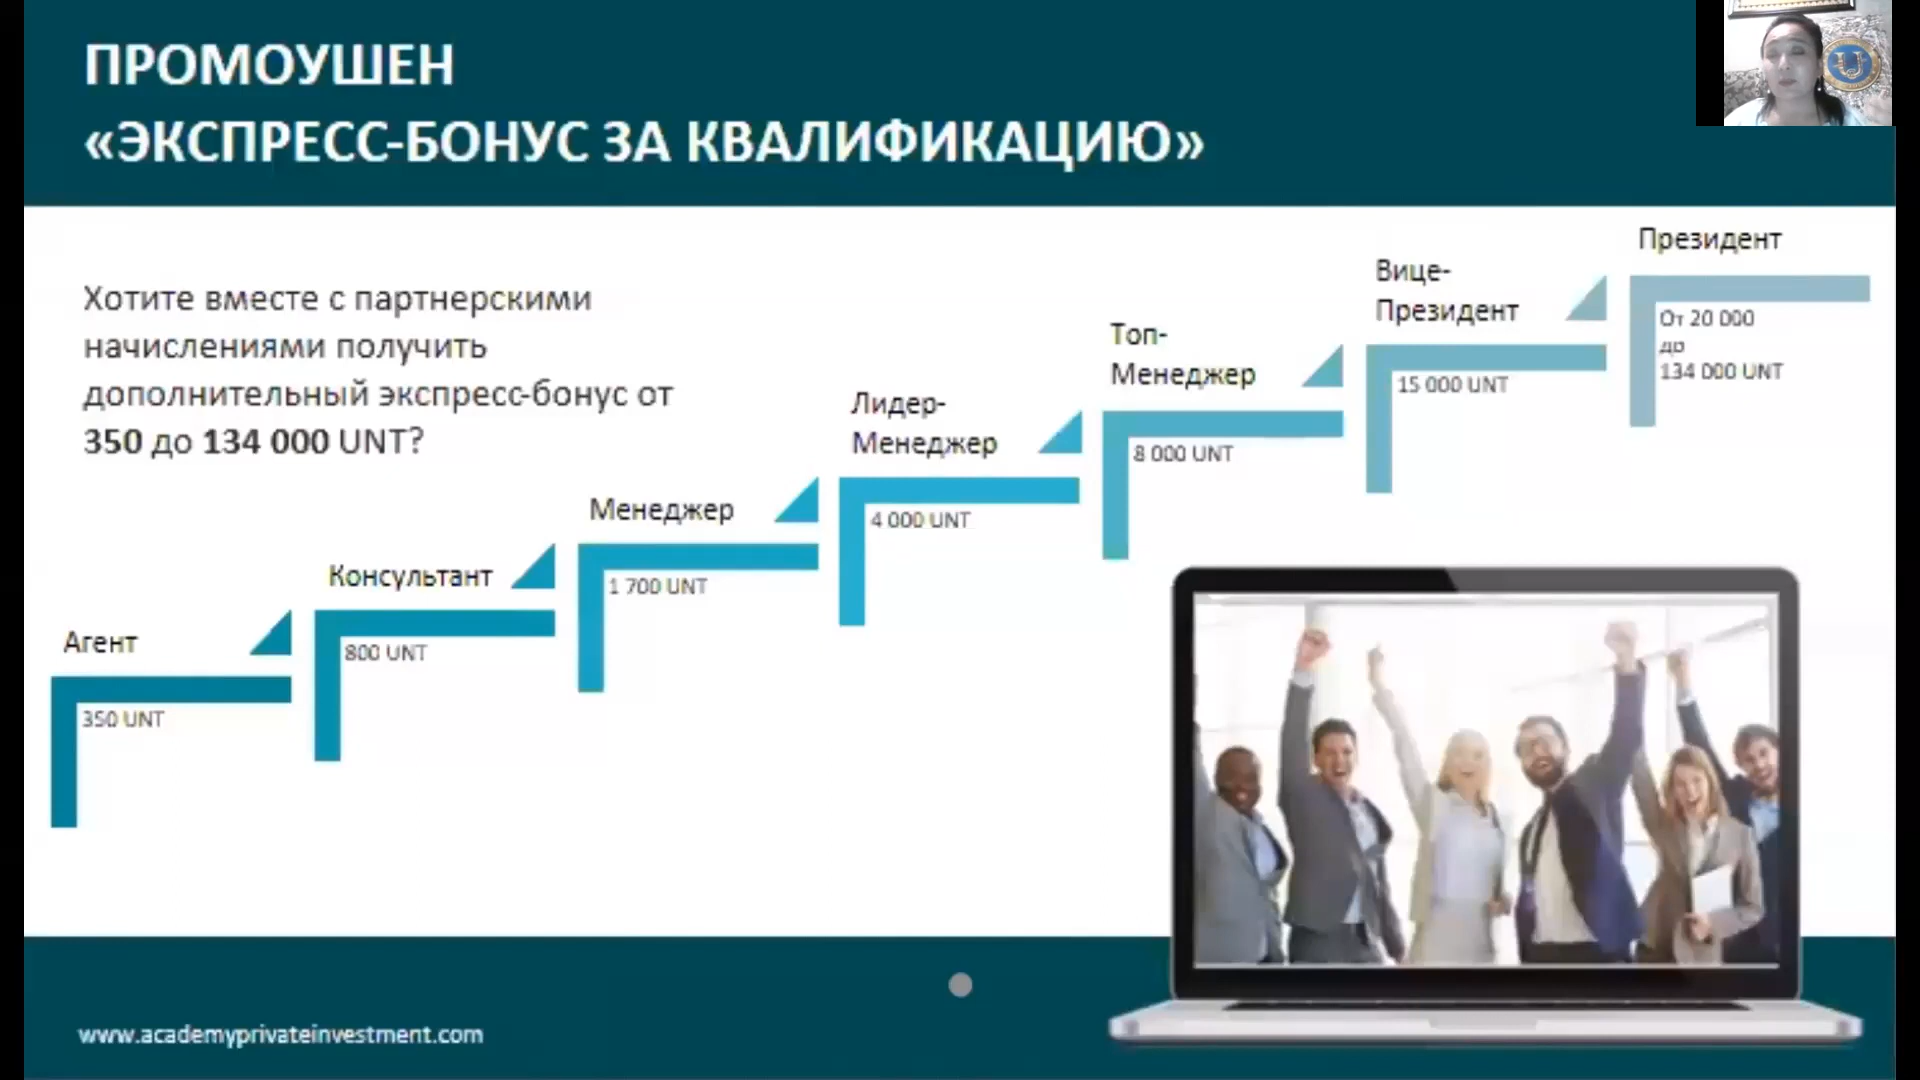 ПРОМОУШЕН
«ЭКСПРЕСС-БОНУС ЗА КВАЛИФИКАЦИЮ»
Хотите вместе с партнерскими
начислениями получить
дополнительный экспресс-бонус от
350 до 134 000 UNT?
Агент
350 UNT
Консультант
800 UNT
Менеджер
1 700 UNT
Лидер-
Менеджер
4 000 UNT
Топ-
Менеджер
8 000 UNT
Вице-
Президент
15 000 UNT
Президент
От 20 000
до
134 000 UNT
www.academyprivateinvestment.com